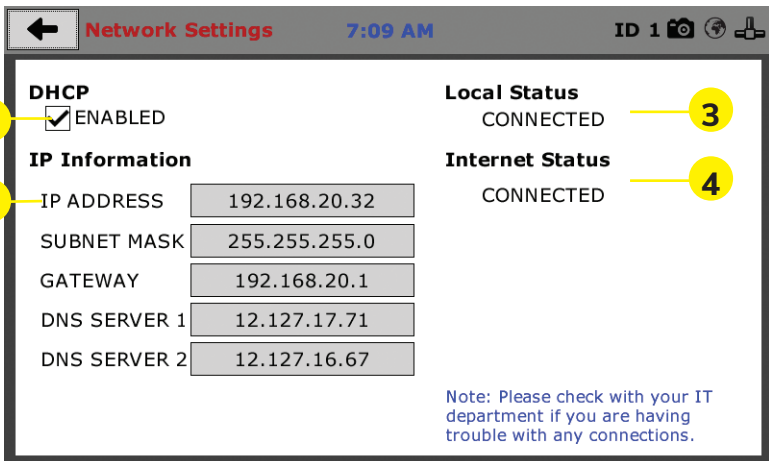 Network Settings 7:09 AM ID 1
DHCP
ENABLED
IP Information
IP ADDRESS 192.168.20.32
SUBNET MASK 255.255.255.0
GATEWAY 192.168.20.1
DNS SERVER 1 12.127.17.71
DNS SERVER 2 12.127.16.67
Local Status
CONNECTED 3
Internet Status
CONNECTED 4
Note: Please check with your IT
department if you are having
trouble with any connections.